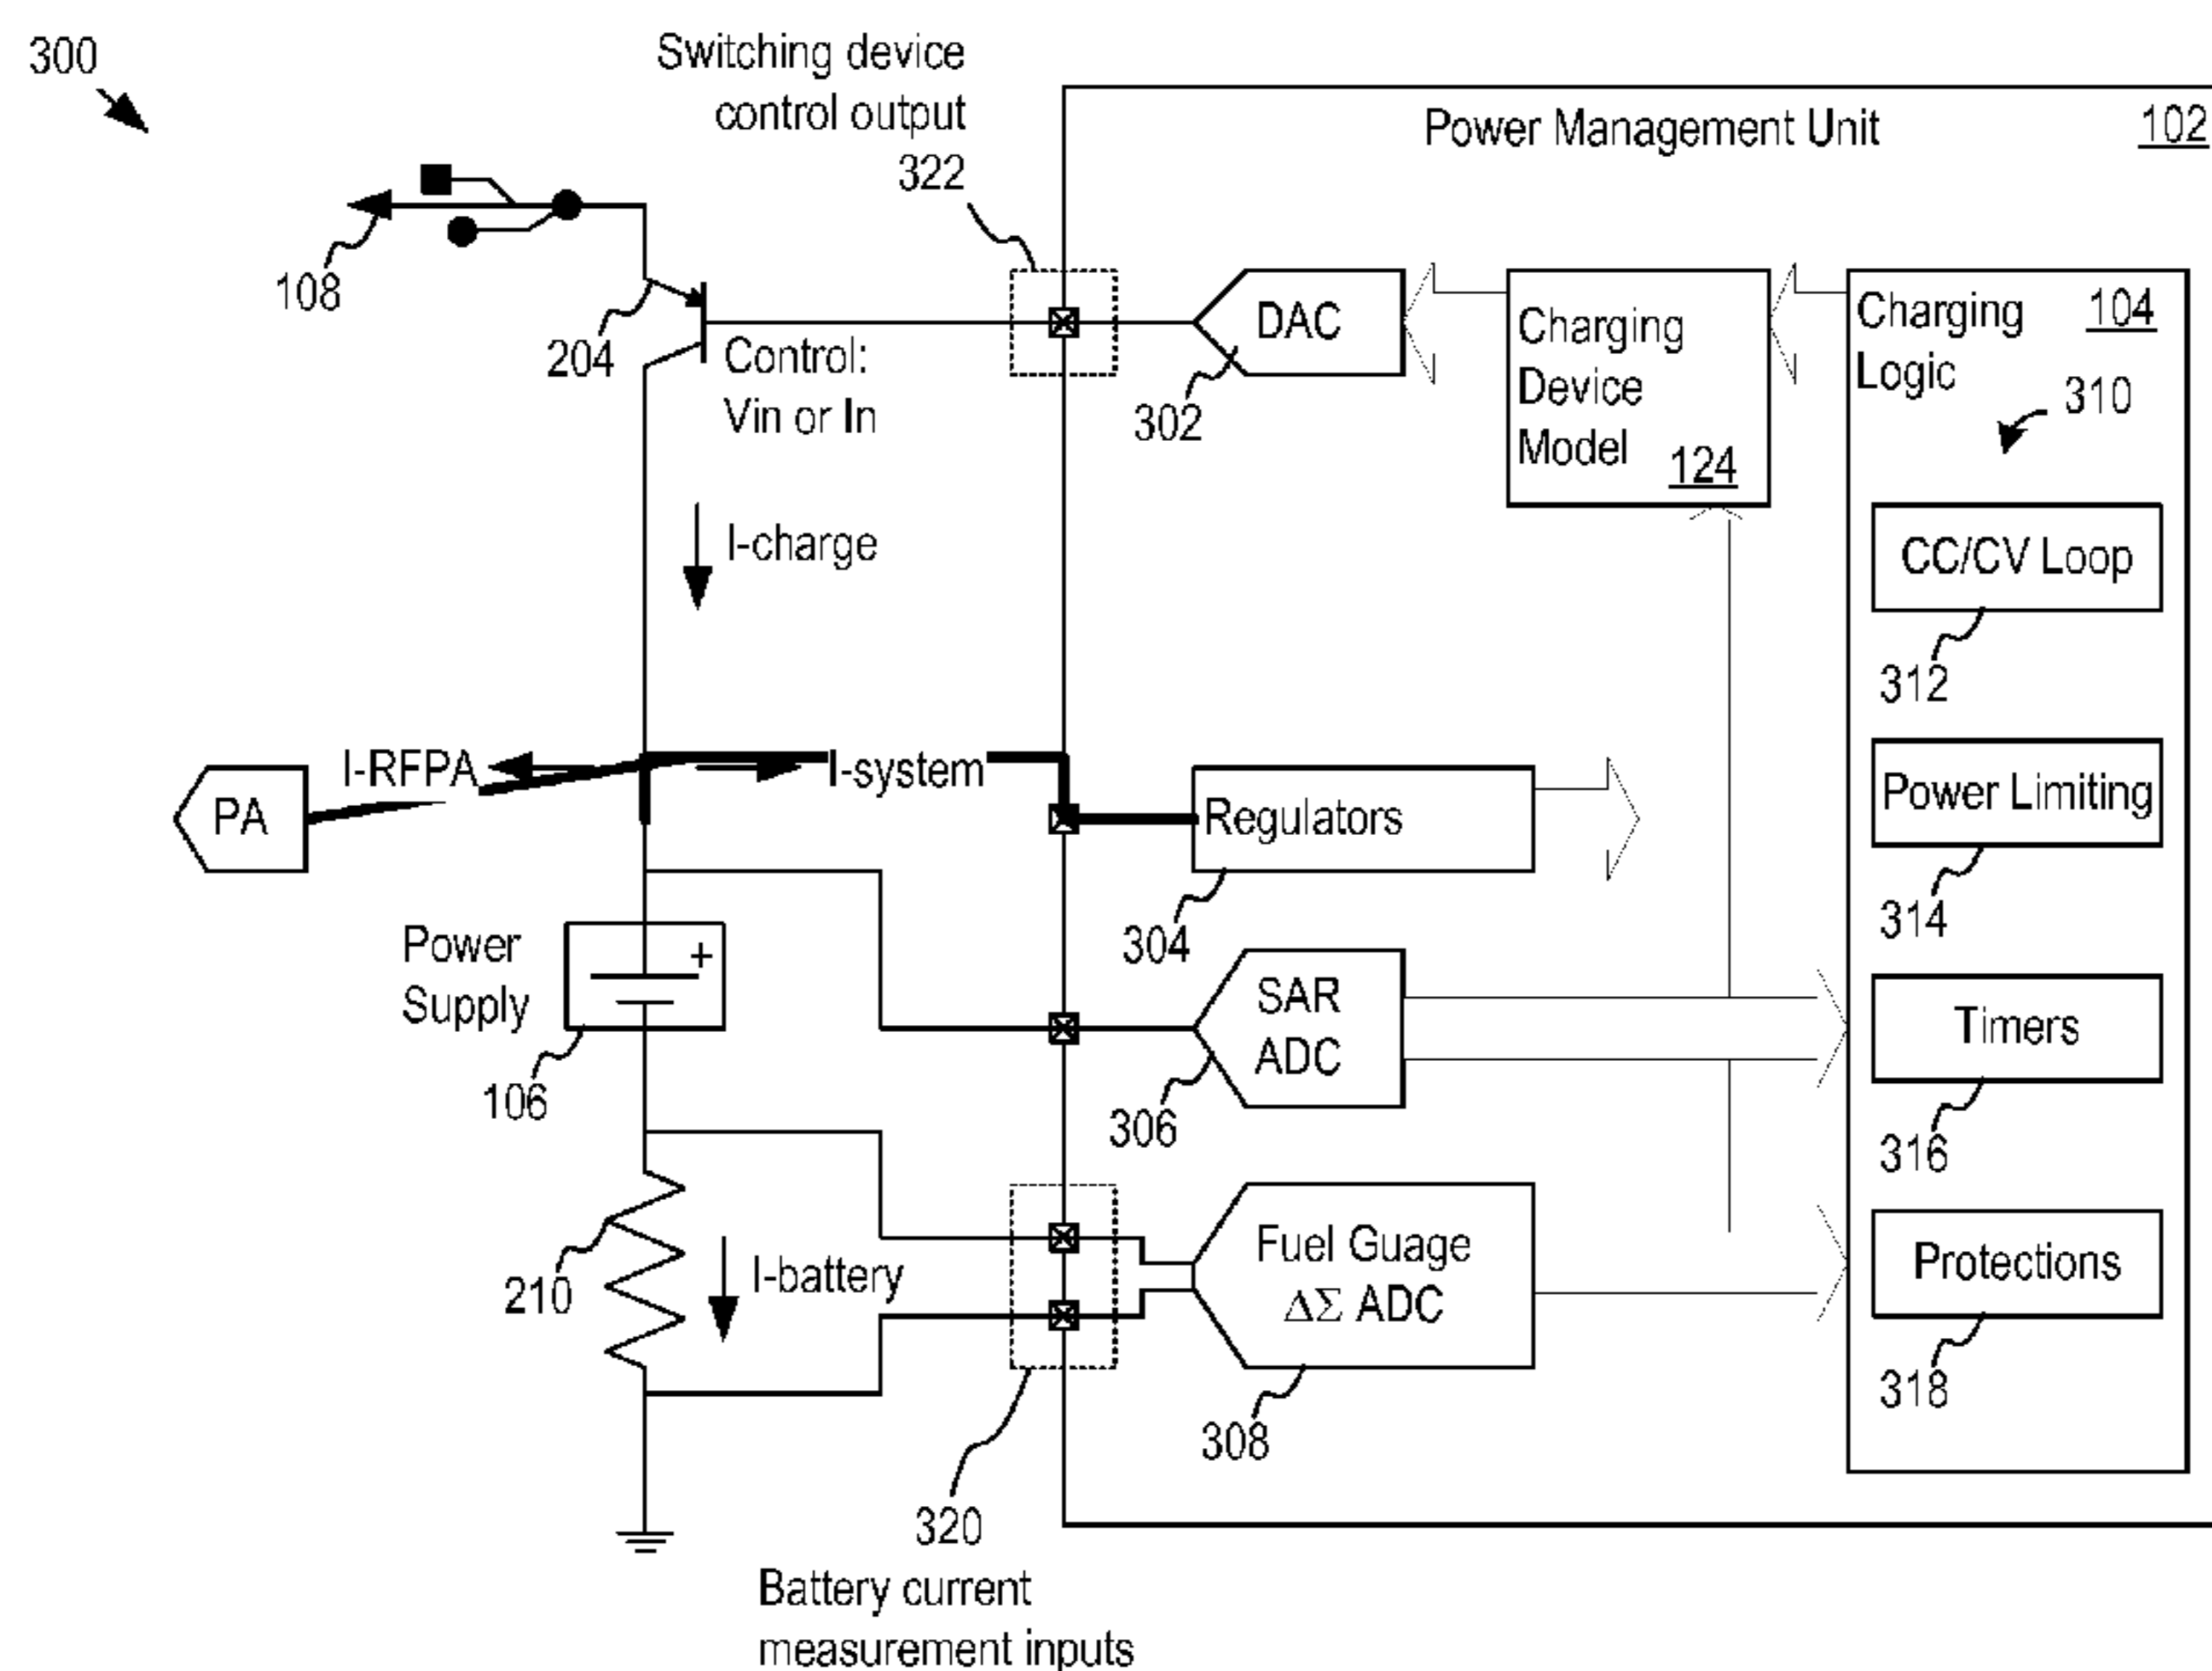 300
Switching device
control output
322
Power Management Unit
102
108
204
Control:
Vin or In
DAC
302
Charging
Device
Model
124
Charging
Logic
104
310
I-charge
CC/CV Loop
312
I-RFPA
I-system
PA
Regulators
304
Power Limiting
314
Power
Supply
+
106
SAR
ADC
306
Timers
316
210
I-battery
Fuel Guage
ΔΣ ADC
308
Protections
318
320
Battery current
measurement inputs